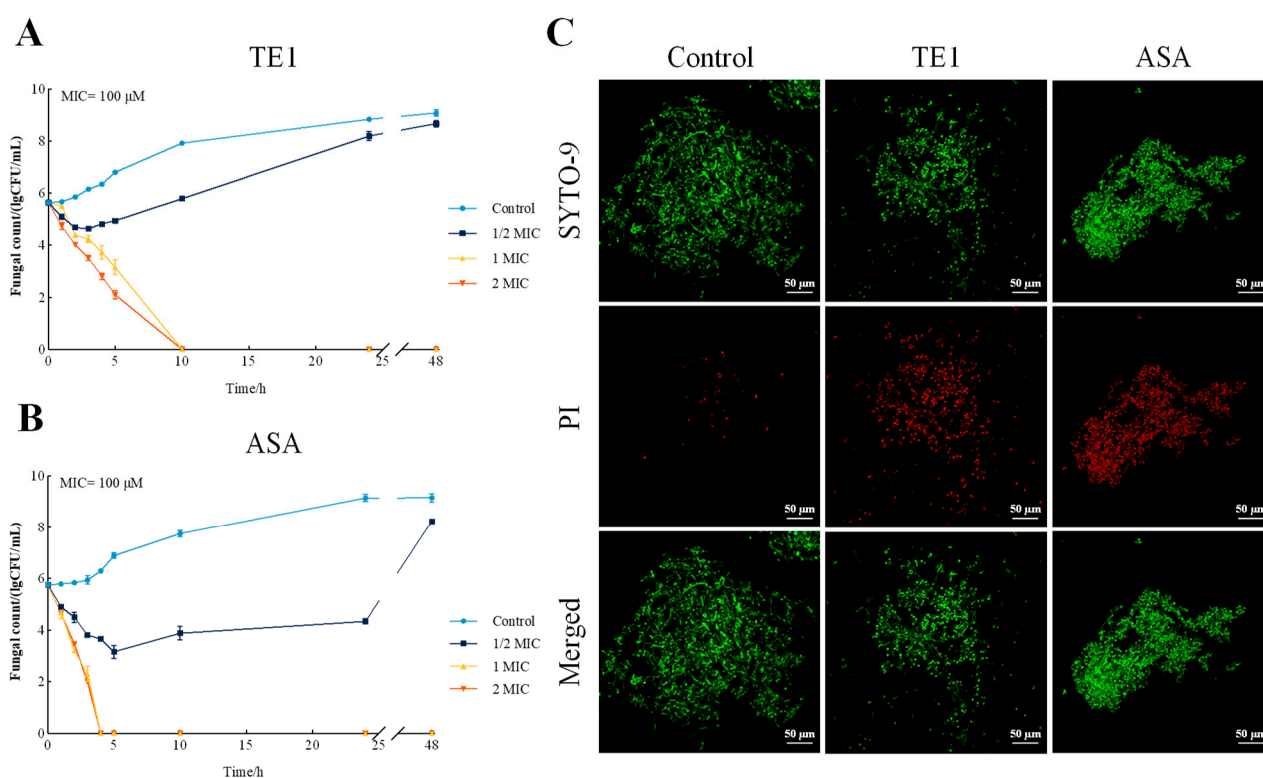 A
TE1
MIC= 100 μM
Fungal count/(lgCFU/mL)
10
8
6
4
2
0
0
5
10
15
20
25
48
Time/h
Control
1/2 MIC
1 MIC
2 MIC
B
ASA
MIC= 100 μM
Fungal count/(lgCFU/mL)
10
8
6
4
2
0
0
5
10
15
20
25
48
Time/h
Control
1/2 MIC
1 MIC
2 MIC
C
Control
TE1
ASA
SYTO-9
50 μm
50 μm
50 μm
PI
50 μm
50 μm
50 μm
Merged
50 μm
50 μm
50 μm